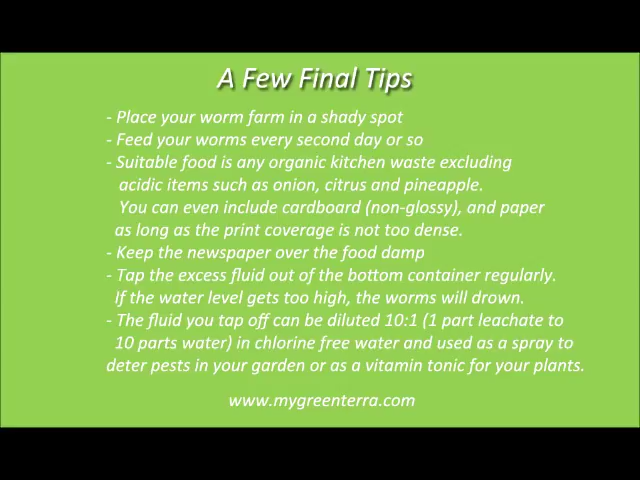 A Few Final Tips
- Place your worm farm in a shady spot
- Feed your worms every second day or so
- Suitable food is any organic kitchen waste excluding
acidic items such as onion, citrus and pineapple.
You can even include cardboard (non-glossy), and paper
as long as the print coverage is not too dense.
- Keep the newspaper over the food damp
- Tap the excess fluid out of the bottom container regularly.
If the water level gets too high, the worms will drown.
- The fluid you tap off can be diluted 10:1 (1 part leachate to
10 parts water) in chlorine free water and used as a spray to
deter pests in your garden or as a vitamin tonic for your plants.
www.mygreenterra.com